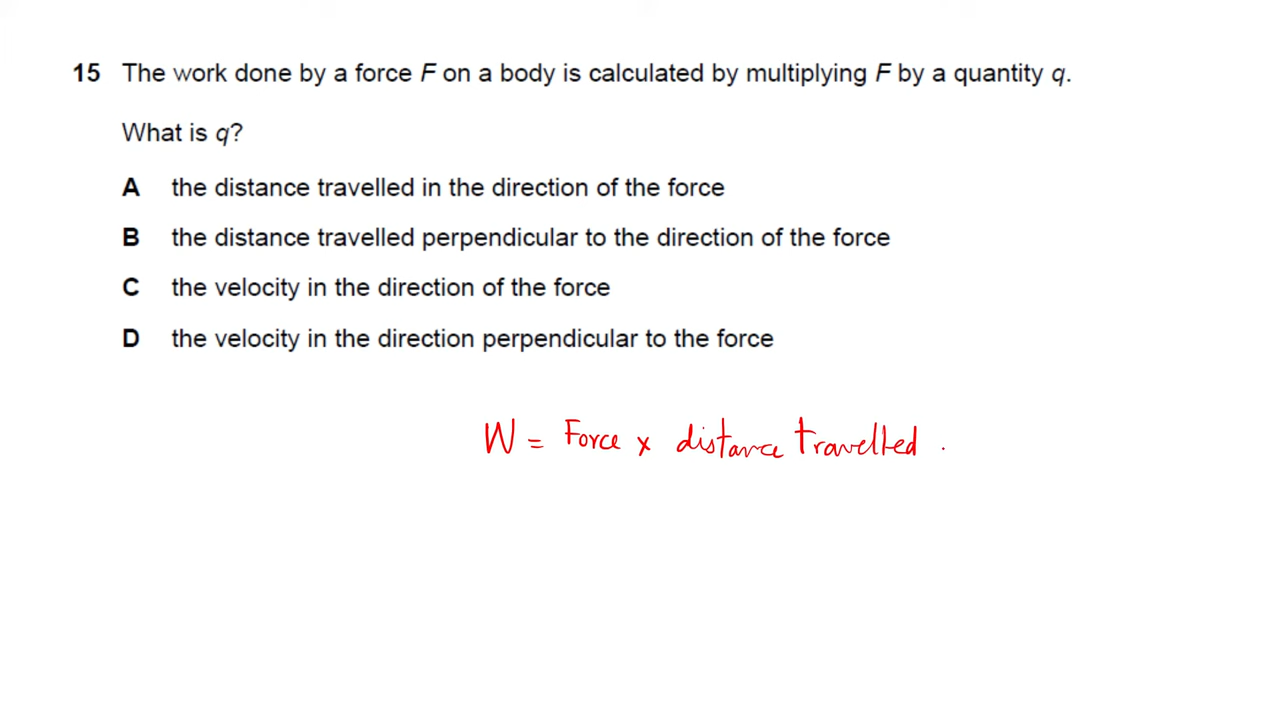 15 The work done by a force F on a body is calculated by multiplying F by a quantity q.
What is q?
A the distance travelled in the direction of the force
B the distance travelled perpendicular to the direction of the force
C the velocity in the direction of the force
D the velocity in the direction perpendicular to the force
W = Force x distance travelled .